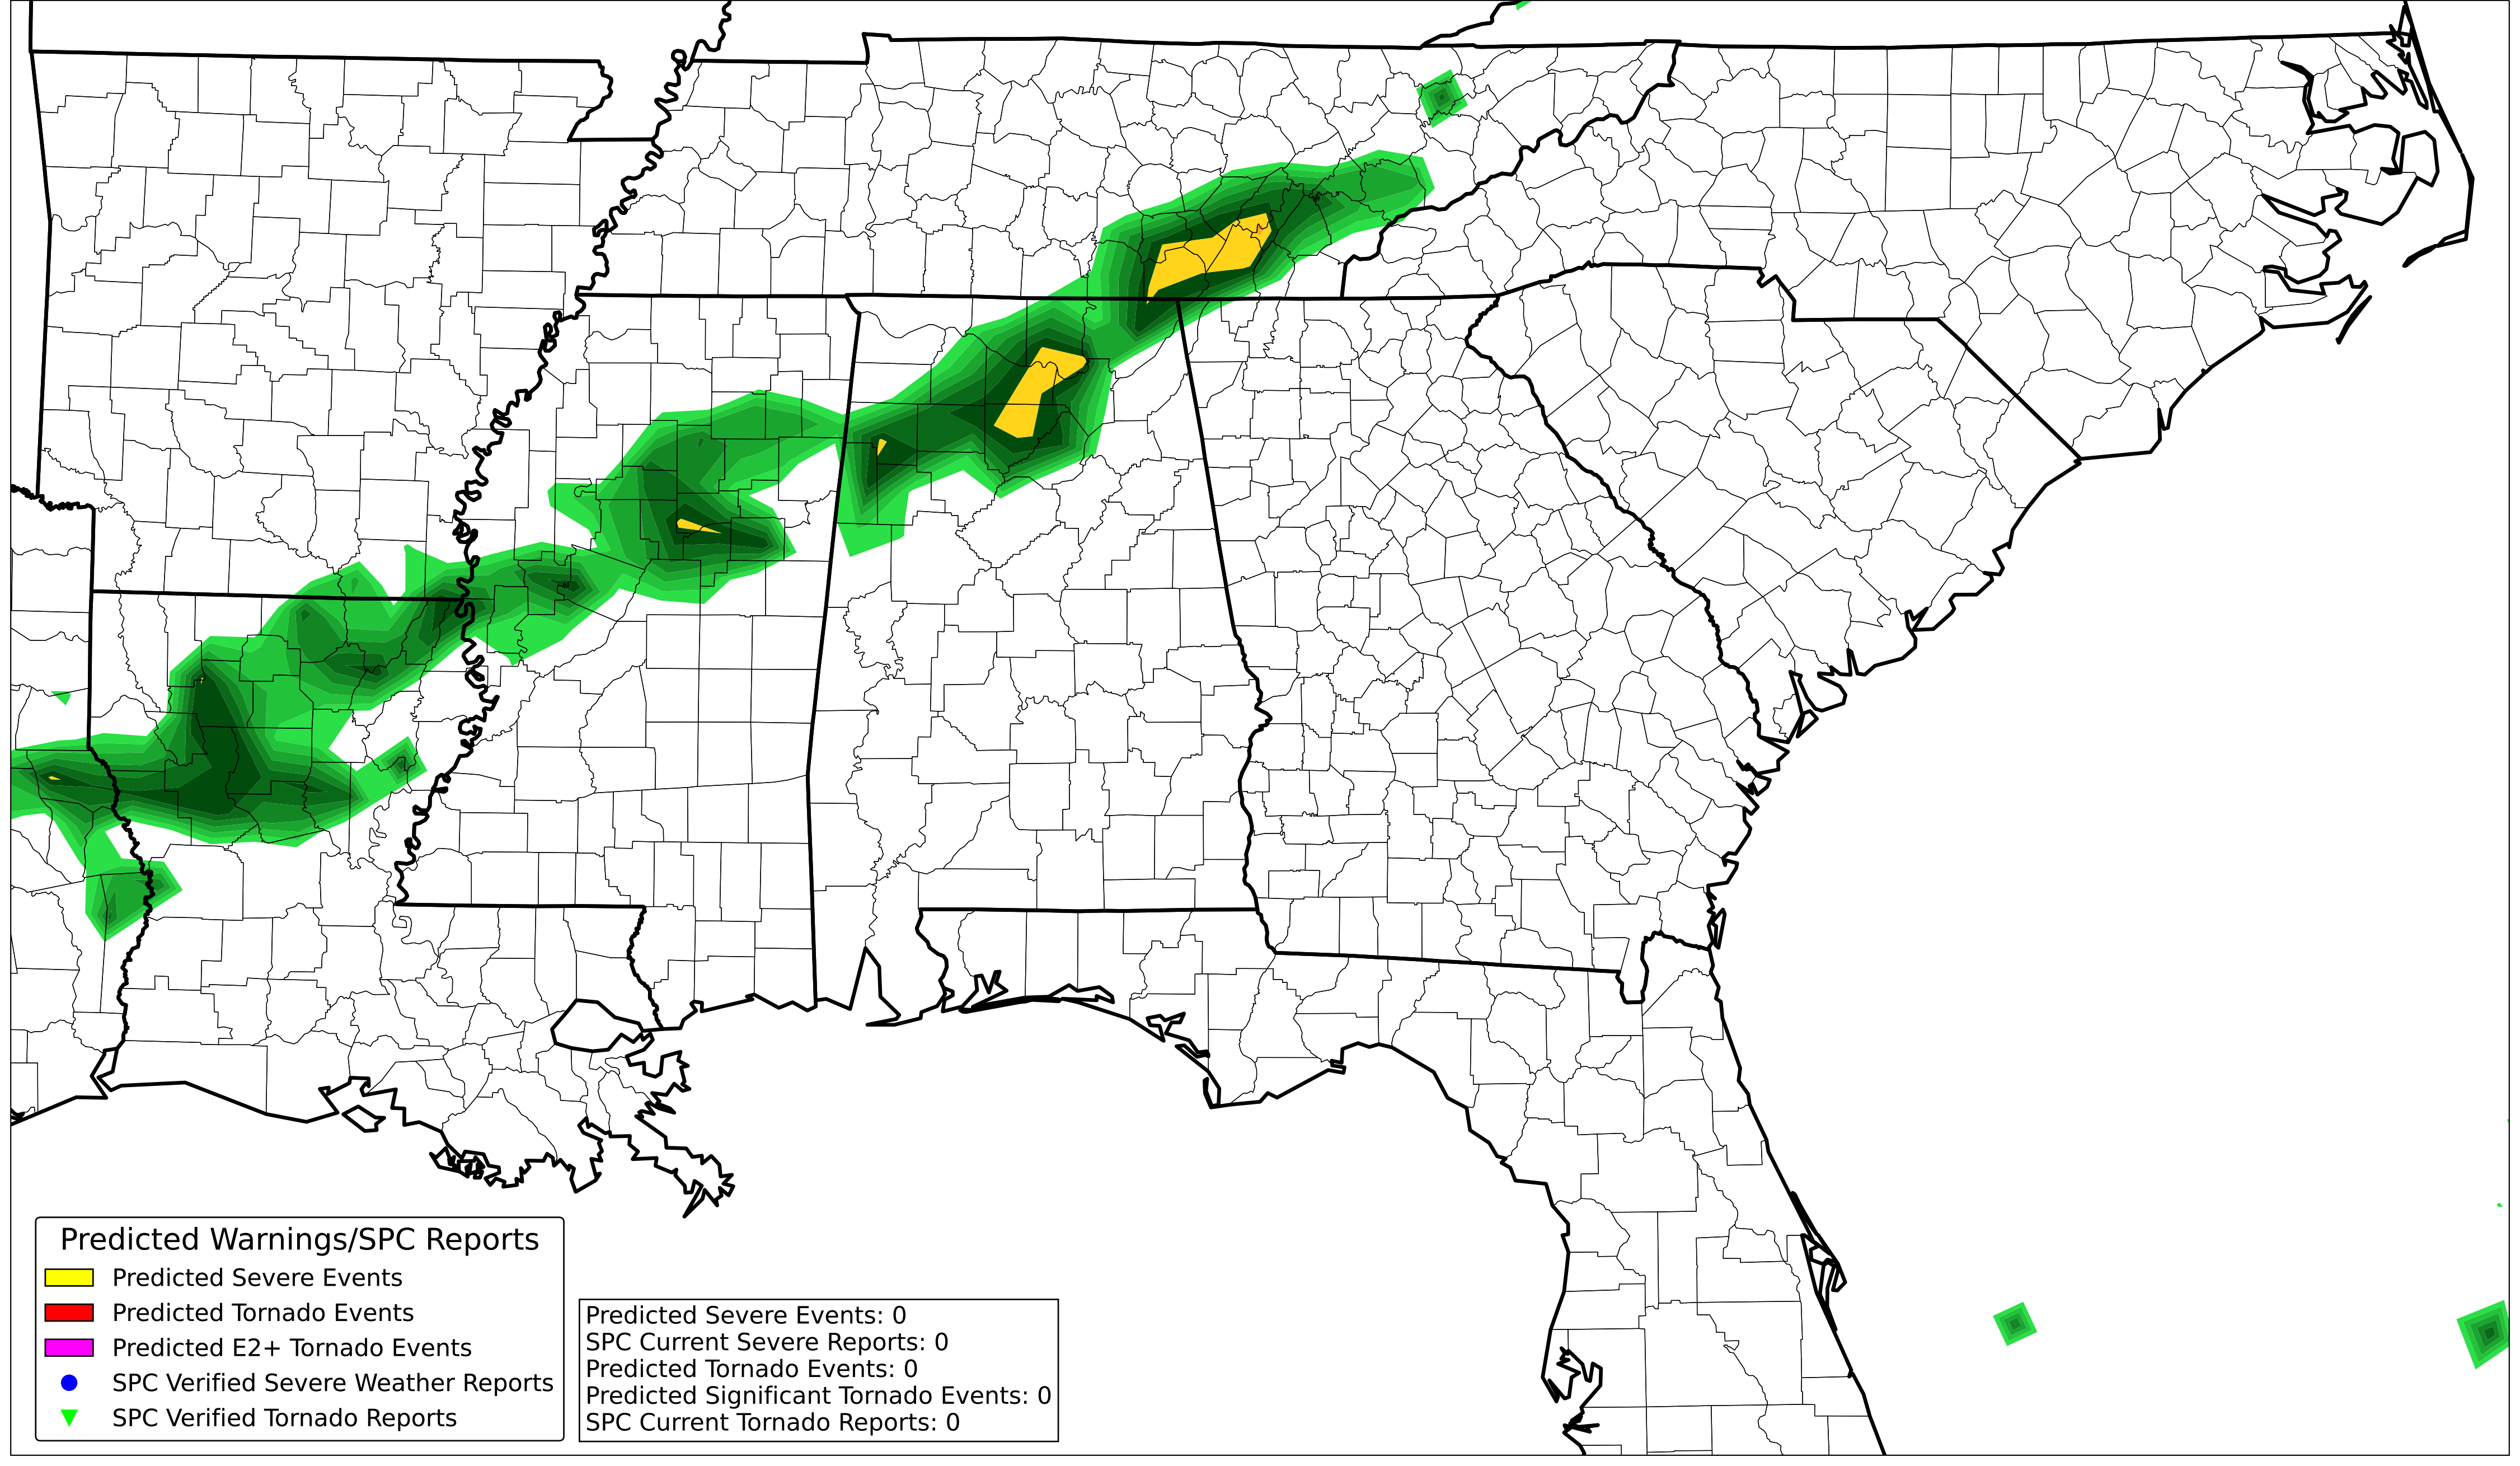 Predicted Warnings/SPC Reports
Predicted Severe Events
Predicted Tornado Events
Predicted E2+ Tornado Events
SPC Verified Severe Weather Reports
SPC Verified Tornado Reports
Predicted Severe Events: 0
SPC Current Severe Reports: 0
Predicted Tornado Events: 0
Predicted Significant Tornado Events: 0
SPC Current Tornado Reports: 0